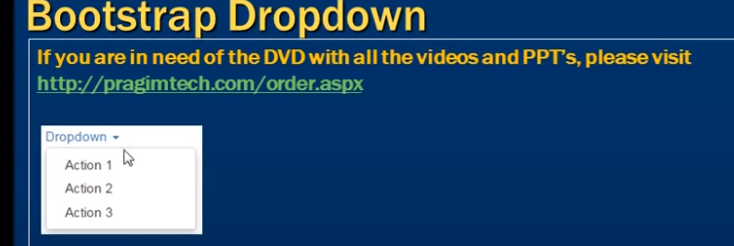 Bootstrap Dropdown
If you are in need of the DVD with all the videos and PPT's, please visit
http://pragimtech.com/order.aspx
Dropdown
Action 1
Action 2
Action 3